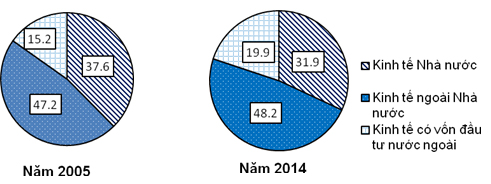 15.2
37.6
47.2
Năm 2005
19.9
31.9
48.2
Năm 2014
Kinh tế Nhà nước
Kinh tế ngoài Nhà
nước
Kinh tế có vốn đầu
tư nước ngoài